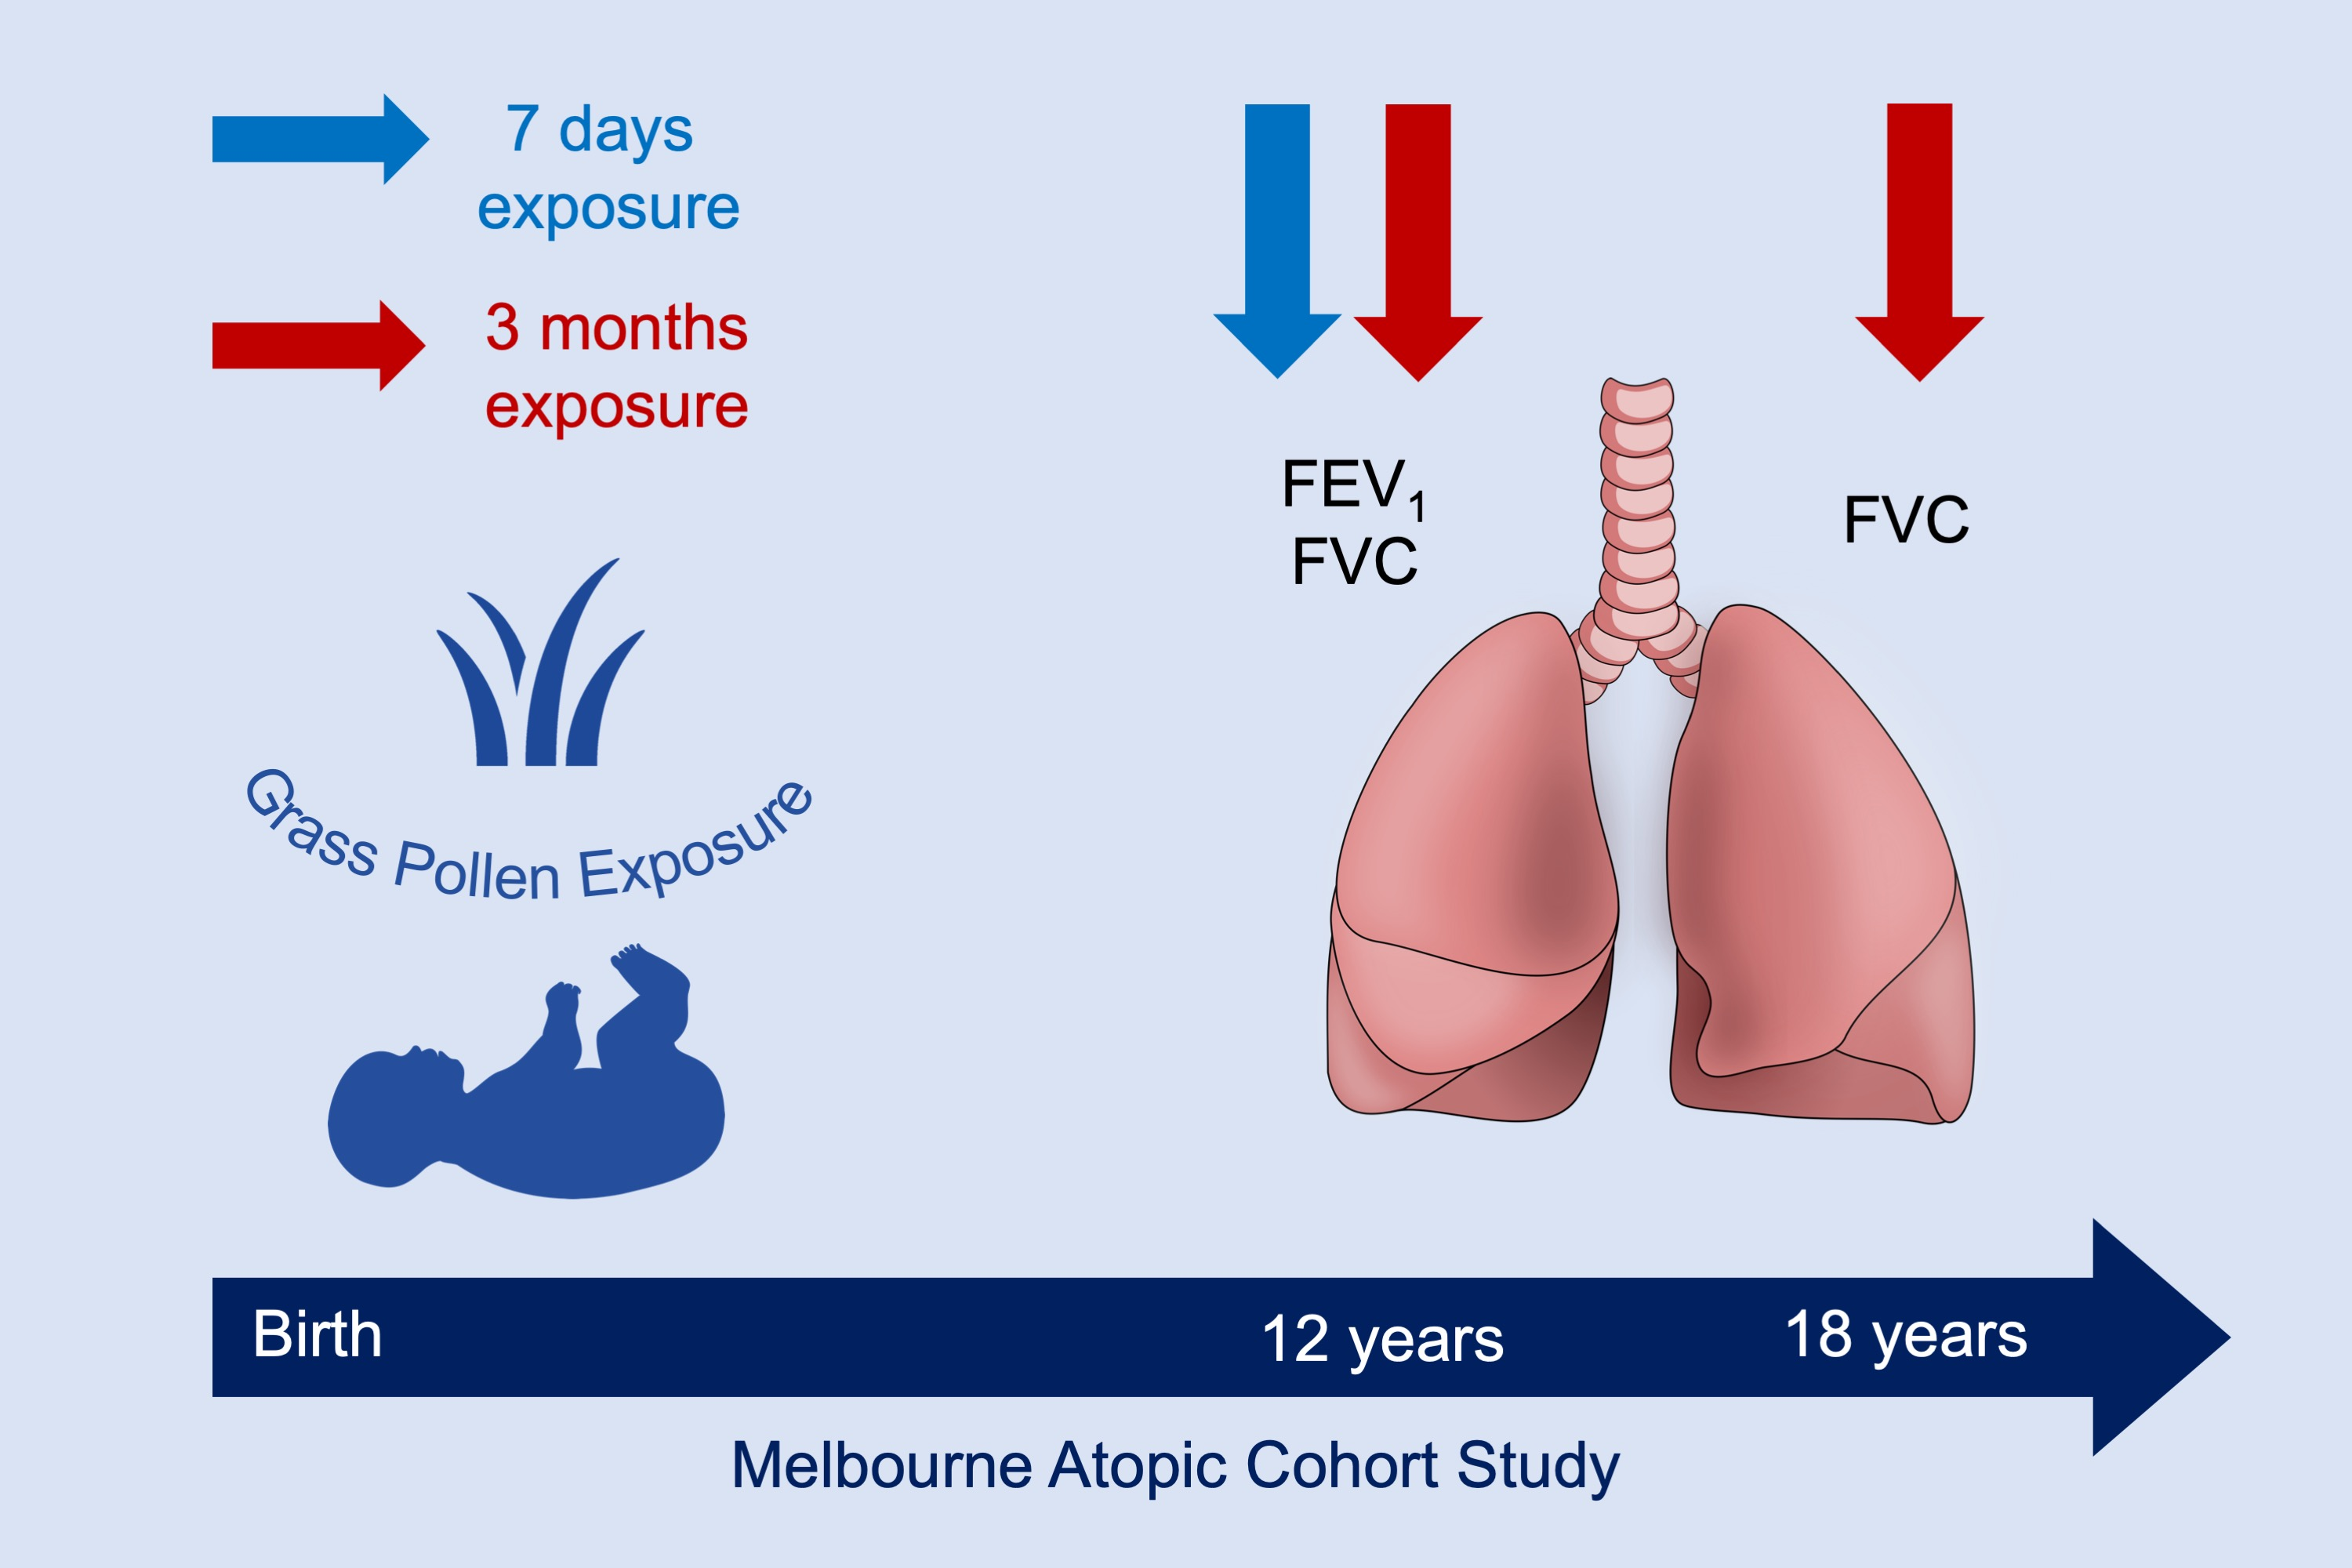 7 days
exposure
3 months
exposure
FEV₁
FVC
FVC
Grass Pollen Exposure
Birth
12 years
18 years
Melbourne Atopic Cohort Study